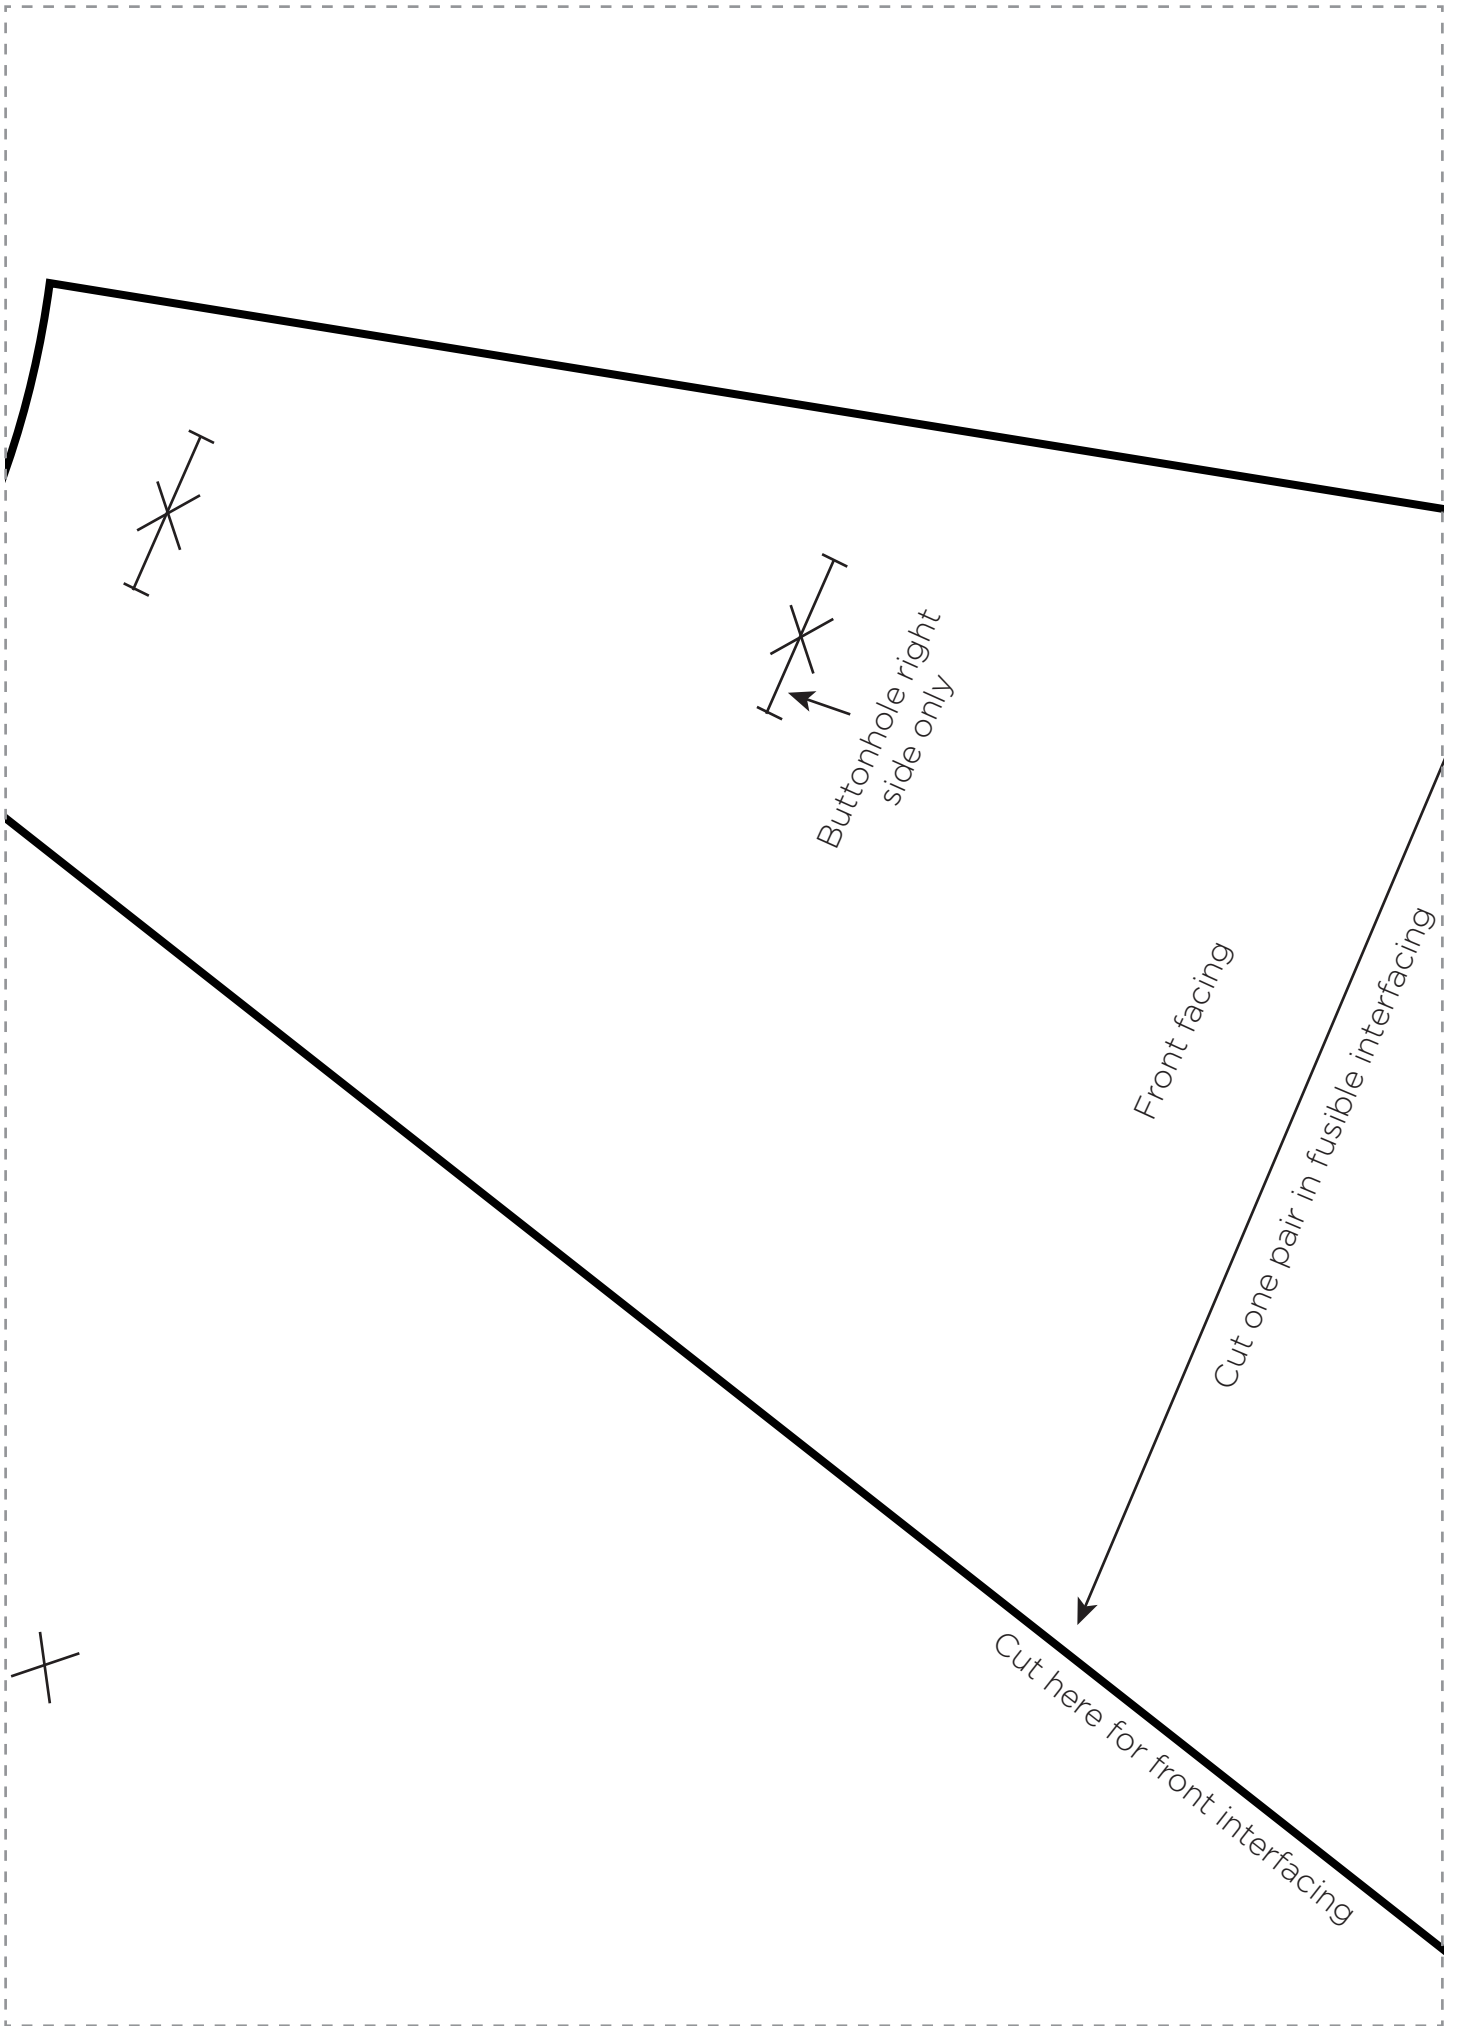 Buttonhole right
side only
Front facing
Cut one pair in fusible interfacing
Cut here for front interfacing